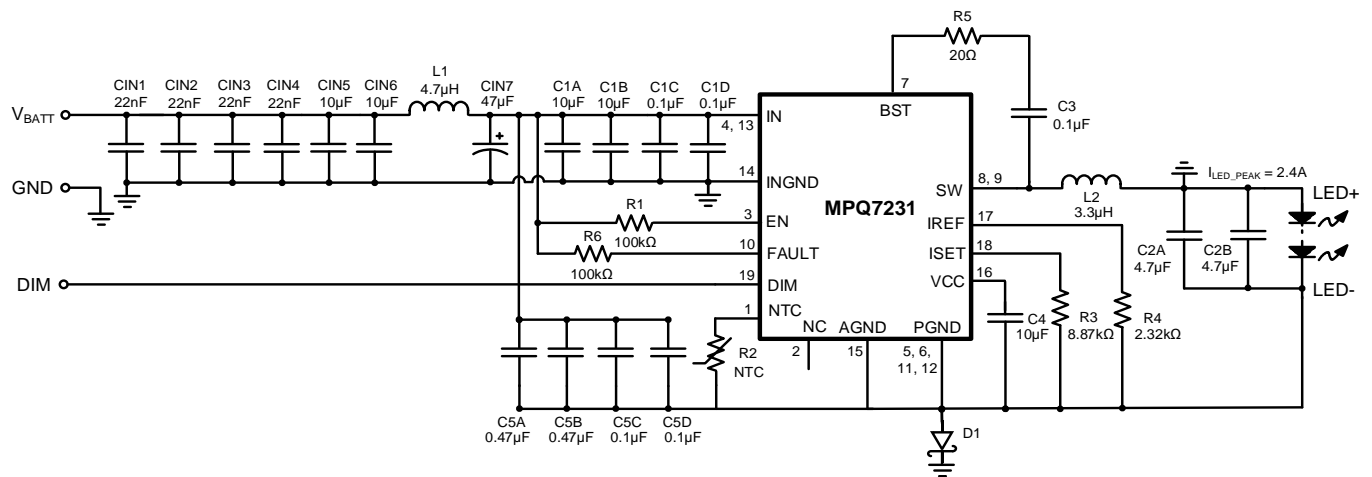 R5
20Ω
7
BST
C3
0.1µF
L1
4.7µH
CIN1
22nF
CIN2
22nF
CIN3
22nF
CIN4
22nF
CIN5
10µF
CIN6
10µF
CIN7
47µF
+
C1A
10µF
C1B
10µF
C1C
0.1µF
C1D
0.1µF
VBATT
IN
4, 13
GND
14
INGND
MPQ7231
SW
8, 9
L2
3.3µH
ILED_PEAK = 2.4A
LED+
R1
100kΩ
3
EN
IREF
17
R6
100kΩ
10
FAULT
ISET
18
C2A
4.7µF
C2B
4.7µF
DIM
19
DIM
VCC
16
LED-
1
NTC
R2
NTC
NC
2
AGND
15
PGND
5, 6,
11, 12
C4
10µF
R3
8.87kΩ
R4
2.32kΩ
C5A
0.47µF
C5B
0.47µF
C5C
0.1µF
C5D
0.1µF
D1